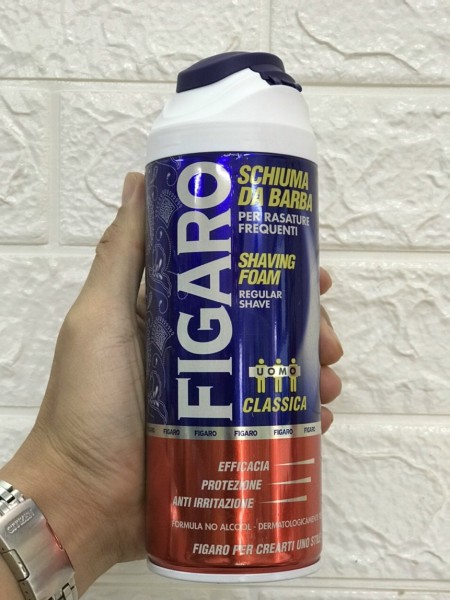 FIGARO
SCHIUMA
DA BARBA
PER RASATURE
FREQUENTI
SHAVING
FOAM
REGULAR
SHAVE
UOMO
CLASSICA
FIGARO FIGARO FIGARO FIGARO FIGARO
EFFICACIA
PROTEZIONE
ANTI IRRITAZIONE
FORMULA NO ALCOOL - DERMATOLOGICAMENTE
FIGARO PER CREARTI UNO
CITIZEN